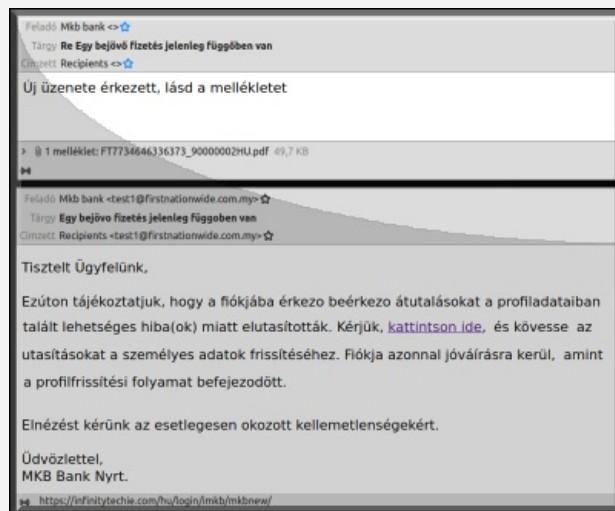 Feladó Mkb bank <>
Tárgy Re Egy bejövő fizetés jelenleg függőben van
Címzett Recipients <>
Új üzenete érkezett, lásd a mellékletet
1 melléklet: FT7734646336373_90000002HU.pdf 49,7 KB
Feladó Mkb bank <test1@firstnationwide.com.my>
Tárgy Egy bejövo fizetés jelenleg függoben van
Címzett Recipients <test1@firstnationwide.com.my>
Tisztelt Ügyfelünk,
Ezúton tájékoztatjuk, hogy a fiókjába érkezo beérkezo átutalásokat a profiladataiban
talált lehetséges hiba(ok) miatt elutasították. Kérjük, kattintson ide, és kövesse az
utasításokat a személyes adatok frissítéséhez. Fiókja azonnal jóváírásra kerül, amint
a profilfrissítési folyamat befejezodött.
Elnézést kérünk az esetlegesen okozott kellemetlenségekért.
Üdvözlettel,
MKB Bank Nyrt.
https://infinitytechie.com/hu/login/imkb/mkbnew/